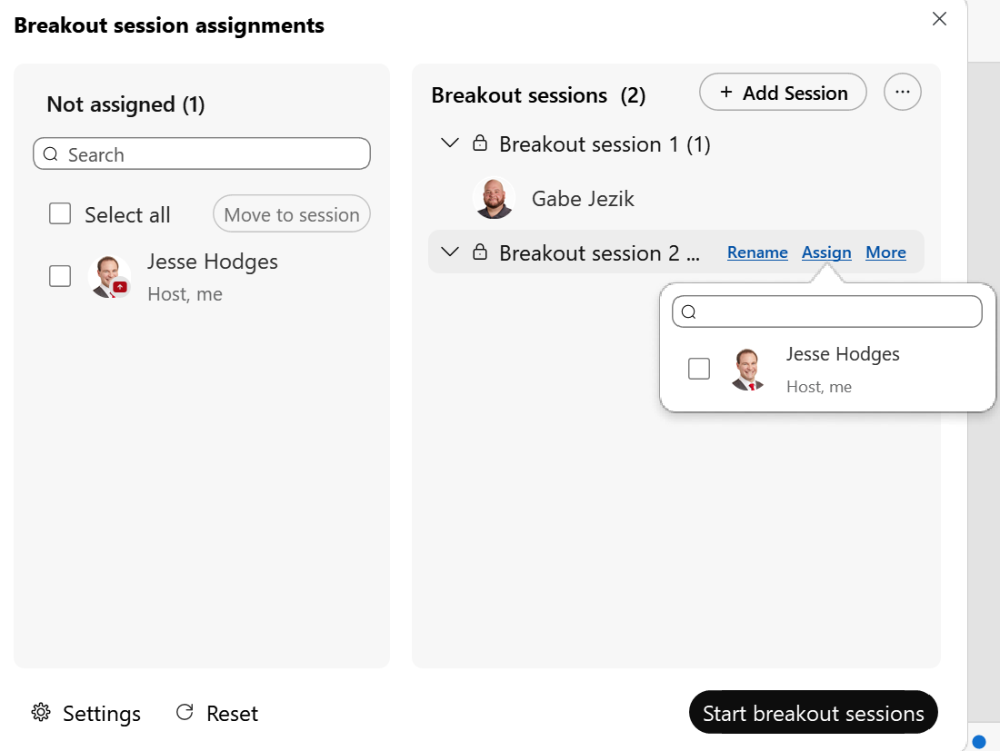 Breakout session assignments
Not assigned (1)
Search
Select all
Move to session
Jesse Hodges
Host, me
Breakout sessions (2)
+ Add Session
...
Breakout session 1 (1)
Gabe Jezik
Breakout session 2 ...
Rename Assign More
Jesse Hodges
Host, me
Settings
Reset
Start breakout sessions